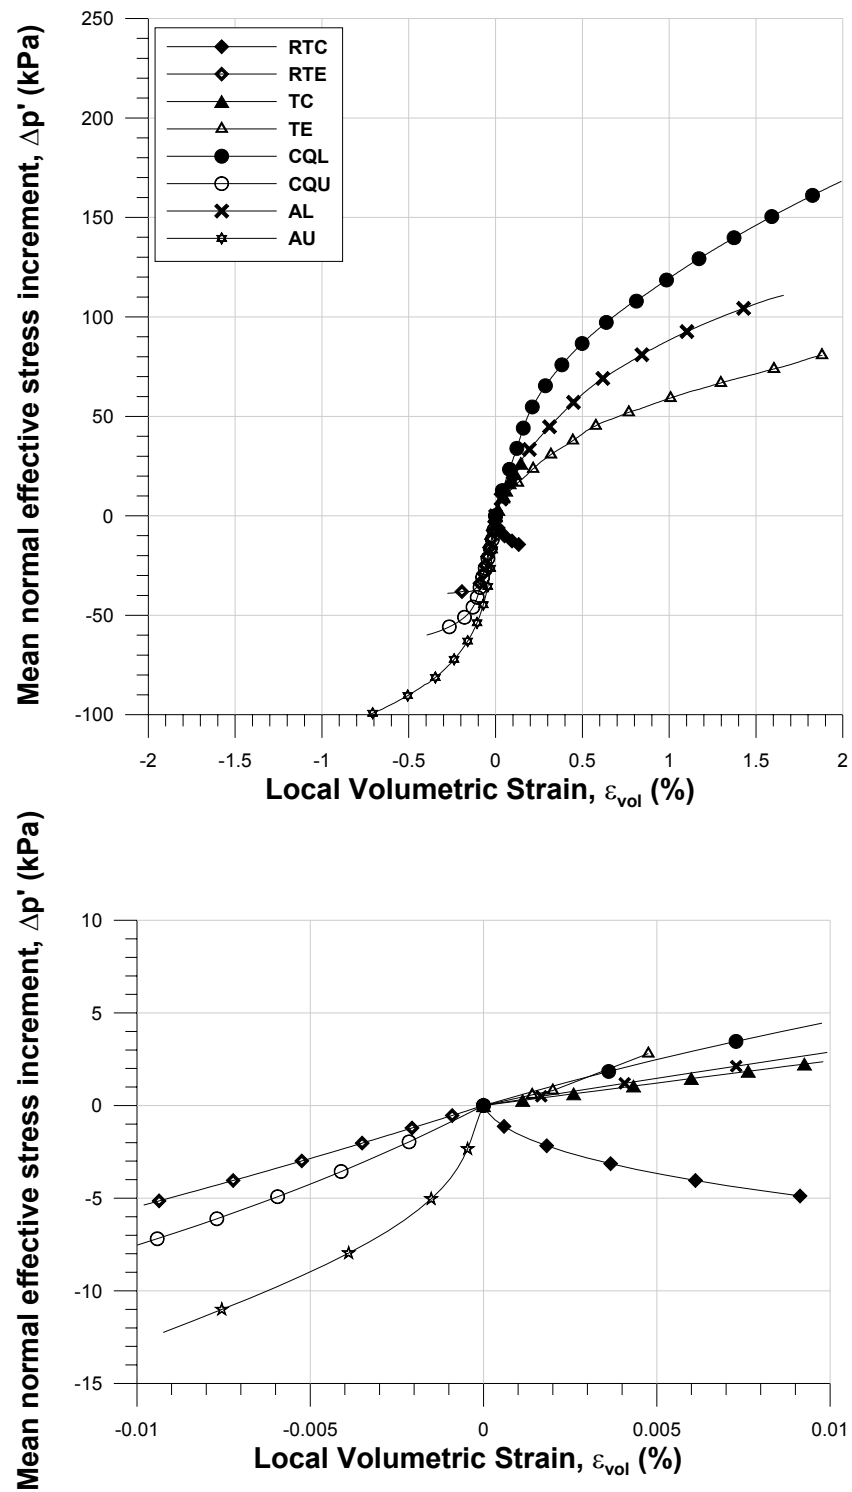 Mean normal effective stress increment, Δp' (kPa)
250
200
150
100
50
0
-50
-100
RTC
RTE
TC
TE
CQL
CQU
AL
AU
-2 -1.5 -1 -0.5 0 0.5 1 1.5 2
Local Volumetric Strain, εvol (%)
Mean normal effective stress increment, Δp' (kPa)
10
5
0
-5
-10
-15
-0.01 -0.005 0 0.005 0.01
Local Volumetric Strain, εvol (%)